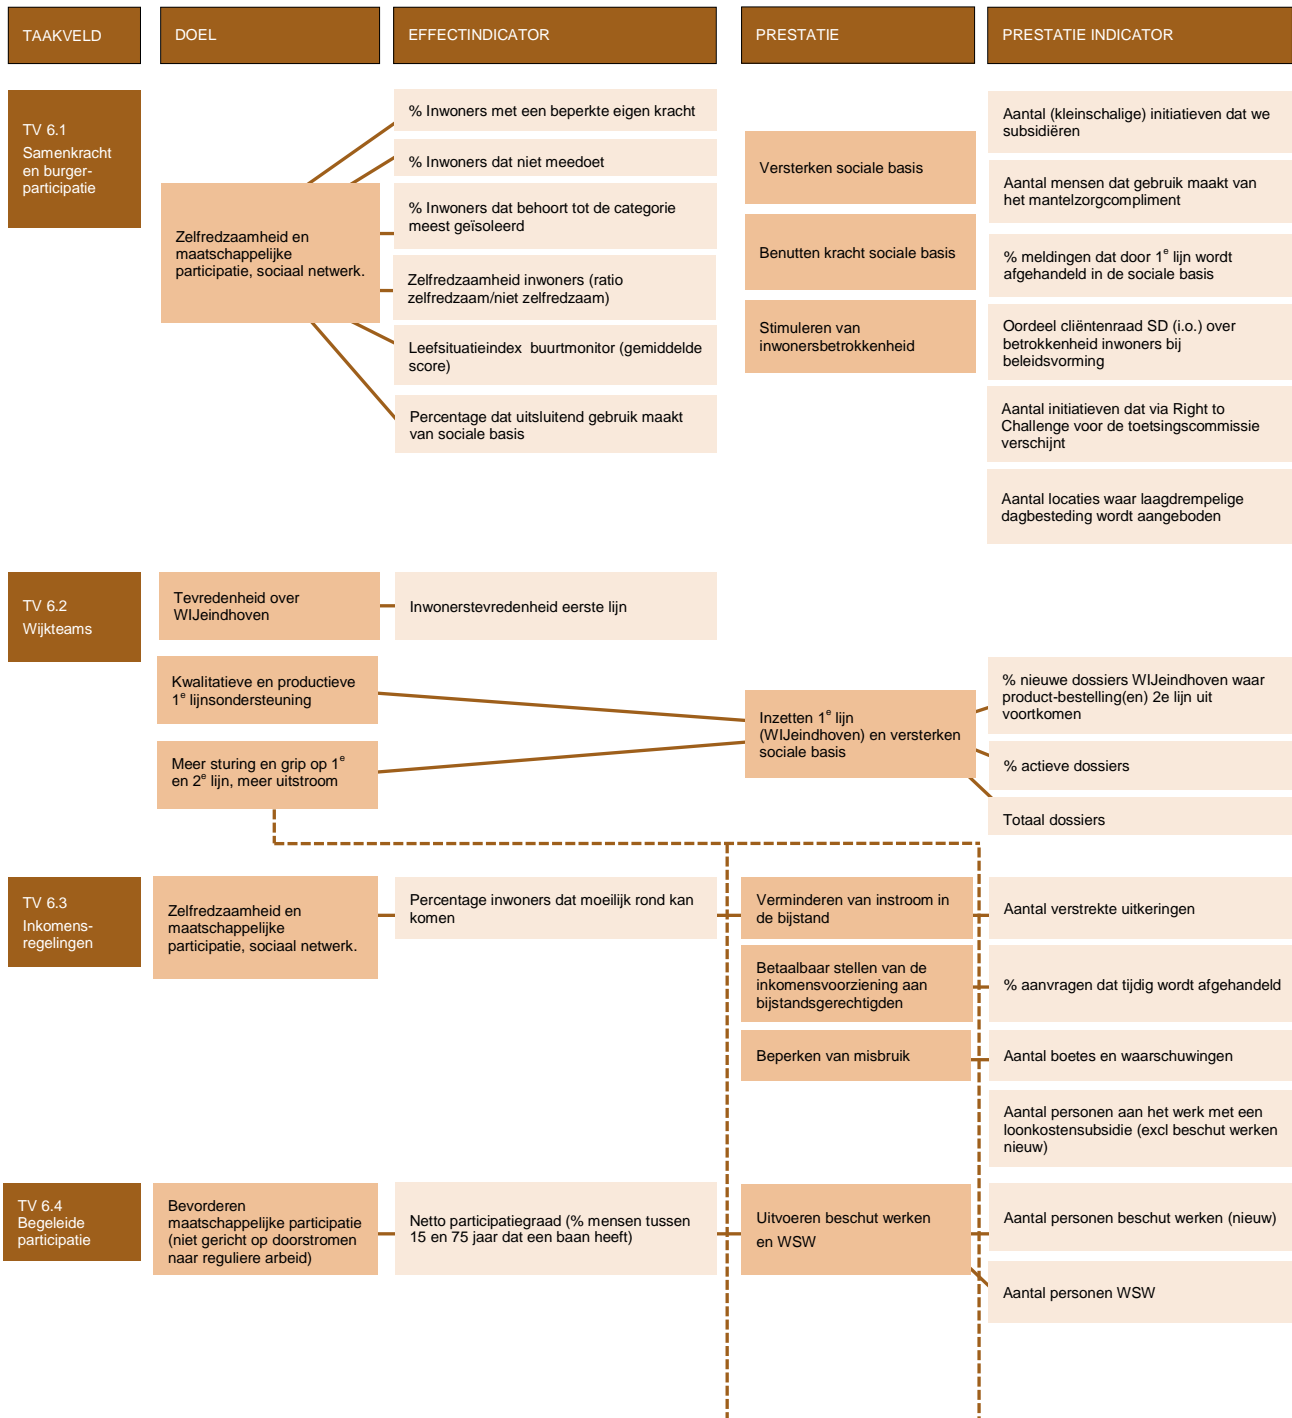 TAAKVELD
DOEL
EFFECTINDICATOR
PRESTATIE
PRESTATIE INDICATOR
TV 6.1
Samenkracht
en burger-
participatie
Zelfredzaamheid en
maatschappelijke
participatie, sociaal netwerk.
% Inwoners met een beperkte eigen kracht
% Inwoners dat niet meedoet
% Inwoners dat behoort tot de categorie
meest geïsoleerd
Zelfredzaamheid inwoners (ratio
zelfredzaam/niet zelfredzaam)
Leefsituatieindex  buurtmonitor (gemiddelde
score)
Percentage dat uitsluitend gebruik maakt
van sociale basis
Versterken sociale basis
Benutten kracht sociale basis
Stimuleren van
inwonersbetrokkenheid
Aantal (kleinschalige) initiatieven dat we
subsidiëren
Aantal mensen dat gebruik maakt van
het mantelzorgcompliment
% meldingen dat door 1e lijn wordt
afgehandeld in de sociale basis
Oordeel cliëntenraad SD (i.o.) over
betrokkenheid inwoners bij
beleidsvorming
Aantal initiatieven dat via Right to
Challenge voor de toetsingscommissie
verschijnt
Aantal locaties waar laagdrempelige
dagbesteding wordt aangeboden
TV 6.2
Wijkteams
Tevredenheid over
WIJeindhoven
Inwonerstevredenheid eerste lijn
Kwalitatieve en productieve
1e lijnsondersteuning
Meer sturing en grip op 1e
en 2e lijn, meer uitstroom
Inzetten 1e lijn
(WIJeindhoven) en versterken
sociale basis
% nieuwe dossiers WIJeindhoven waar
product-bestelling(en) 2e lijn uit
voortkomen
% actieve dossiers
Totaal dossiers
TV 6.3
Inkomens-
regelingen
Zelfredzaamheid en
maatschappelijke
participatie, sociaal netwerk.
Percentage inwoners dat moeilijk rond kan
komen
Verminderen van instroom in
de bijstand
Betaalbaar stellen van de
inkomensvoorziening aan
bijstandsgerechtigden
Beperken van misbruik
Aantal verstrekte uitkeringen
% aanvragen dat tijdig wordt afgehandeld
Aantal boetes en waarschuwingen
Aantal personen aan het werk met een
loonkostensubsidie (excl beschut werken
nieuw)
TV 6.4
Begeleide
participatie
Bevorderen
maatschappelijke participatie
(niet gericht op doorstromen
naar reguliere arbeid)
Netto participatiegraad (% mensen tussen
15 en 75 jaar dat een baan heeft)
Uitvoeren beschut werken
en WSW
Aantal personen beschut werken (nieuw)
Aantal personen WSW